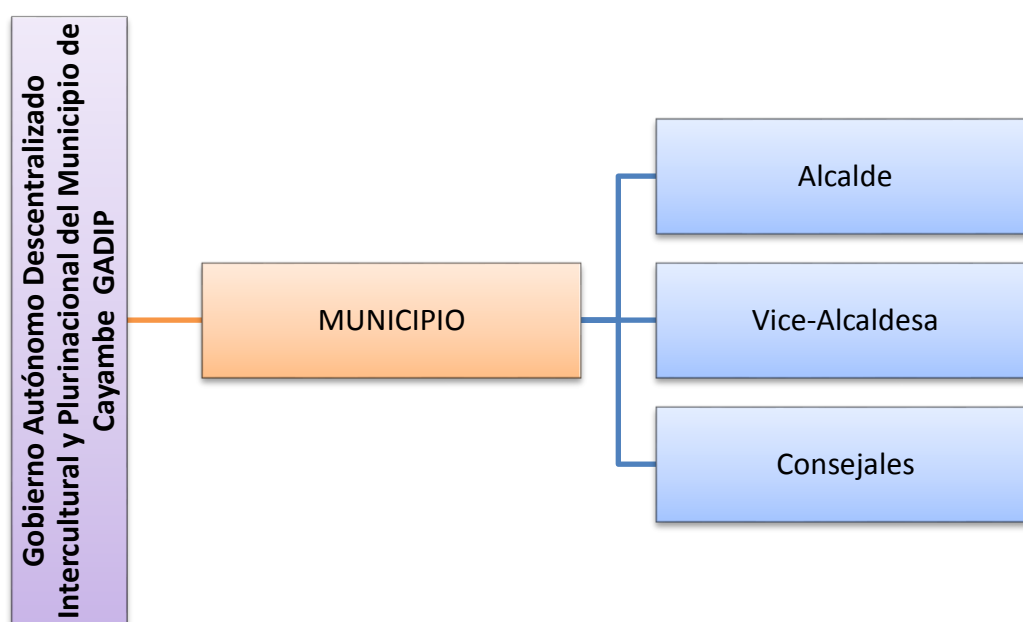 Gobierno Autónomo Descentralizado
Intercultural y Plurinacional del Municipio de
Cayambe GADIP
MUNICIPIO
Alcalde
Vice-Alcaldesa
Consejales